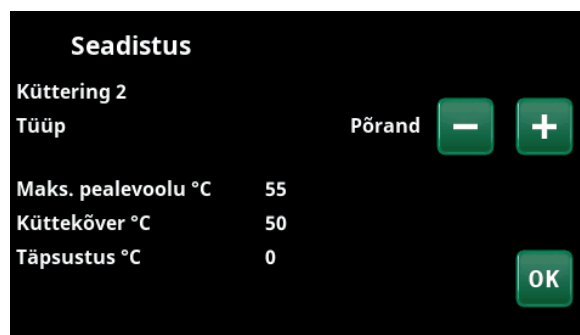 Seadistus
Küttering 2
Tüüp Põrand − +
Maks. pealevoolu °C 55
Küttekõver °C 50
Täpsustus °C 0
OK